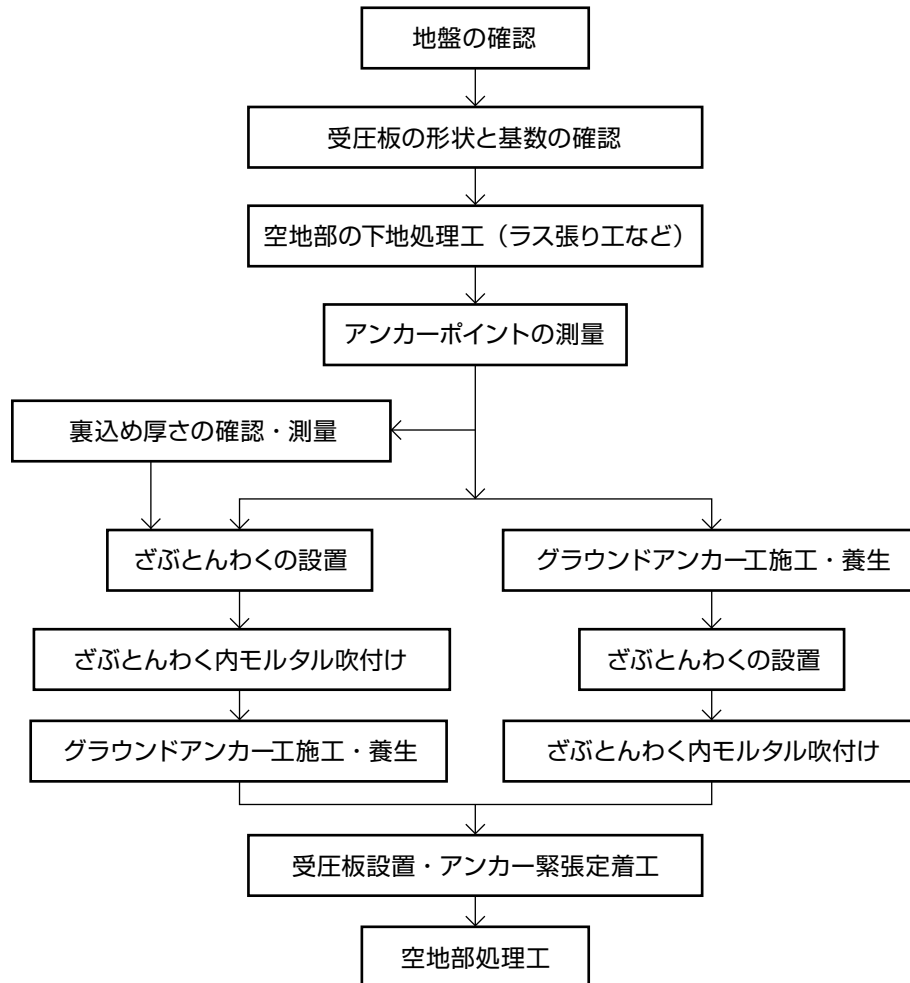 地盤の確認
受圧板の形状と基数の確認
空地部の下地処理工（ラス張り工など）
アンカーポイントの測量
裏込め厚さの確認・測量
ざぶとんわくの設置
グラウンドアンカー工施工・養生
ざぶとんわく内モルタル吹付け
ざぶとんわくの設置
グラウンドアンカー工施工・養生
ざぶとんわく内モルタル吹付け
受圧板設置・アンカー緊張定着工
空地部処理工